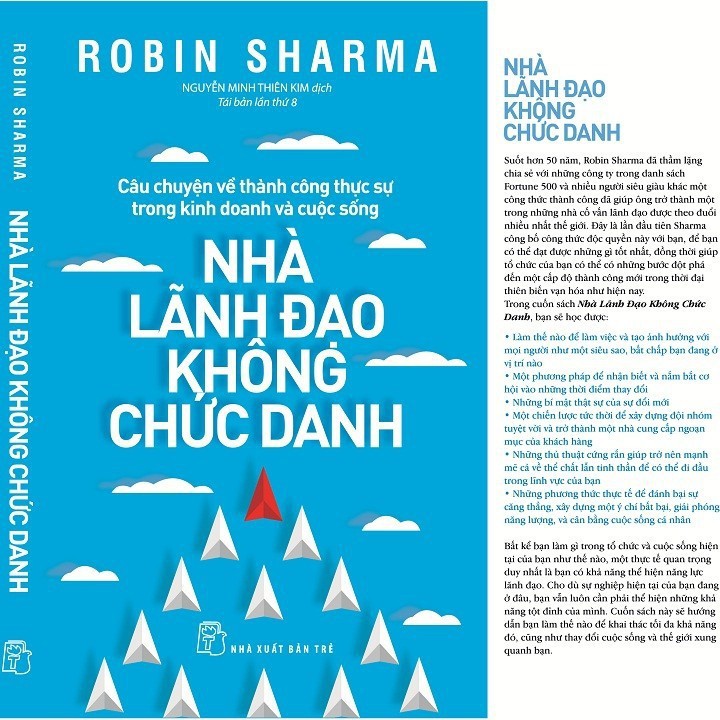 ROBIN SHARMA
NHÀ LÃNH ĐẠO KHÔNG CHỨC DANH
ROBIN SHARMA
NGUYỄN MINH THIÊN KIM dịch
Tái bản lần thứ 8
Câu chuyện về thành công thực sự
trong kinh doanh và cuộc sống
NHÀ
LÃNH ĐẠO
KHÔNG
CHỨC DANH
NHÀ XUẤT BẢN TRẺ
NHÀ
LÃNH ĐẠO
KHÔNG
CHỨC DANH
Suốt hơn 50 năm, Robin Sharma đã thầm lặng
chia sẻ với những công ty trong danh sách
Fortune 500 và nhiều người siêu giàu khác một
công thức thành công đã giúp ông trở thành một
trong những nhà cố vấn lãnh đạo được theo đuổi
nhiều nhất thế giới. Đây là lần đầu tiên Sharma
công bố công thức độc quyền này với bạn, để bạn
có thể đạt được những gì tốt nhất, đồng thời giúp
tổ chức của bạn có thể có những bước đột phá
đến một cấp độ thành công mới trong thời đại
thiên biến vạn hóa như hiện nay.
Trong cuốn sách Nhà Lãnh Đạo Không Chức
Danh, bạn sẽ học được:
• Làm thế nào để làm việc và tạo ảnh hưởng với
mọi người như một siêu sao, bất chấp bạn đang ở
vị trí nào
• Một phương pháp để nhận biết và nắm bắt cơ
hội vào những thời điểm thay đổi
• Những bí mật thật sự của sự đổi mới
• Một chiến lược tức thời để xây dựng đội nhóm
tuyệt vời và trở thành một nhà cung cấp ngoạn
mục của khách hàng
• Những thủ thuật cứng rắn giúp trở nên mạnh
mẽ cả về thể chất lẫn tinh thần để có thể đi đầu
trong lĩnh vực của bạn
• Những phương thức thực tế để đánh bại sự
căng thẳng, xây dựng một ý chí bất bại, giải phóng
năng lượng, và cân bằng cuộc sống cá nhân
Bất kể bạn làm gì trong tổ chức và cuộc sống hiện
tại của bạn như thế nào, một thực tế quan trọng
duy nhất là bạn có khả năng thể hiện năng lực
lãnh đạo. Cho dù sự nghiệp hiện tại của bạn đang
ở đâu, bạn vẫn luôn cần phải thể hiện những khả
năng tột đỉnh của mình. Cuốn sách này sẽ hướng
dẫn bạn làm thế nào để khai thác tối đa khả năng
đó, cũng như thay đổi cuộc sống và thế giới xung
quanh bạn.